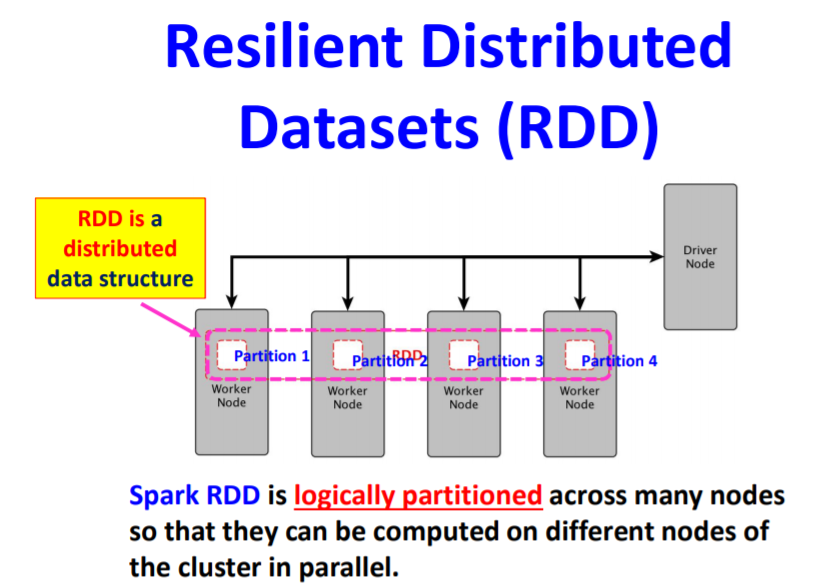 Resilient Distributed
Datasets (RDD)
RDD is a
distributed
data structure
Driver
Node
Partition 1
Partition 2
RDD
Partition 3
Partition 4
Worker
Node
Worker
Node
Worker
Node
Worker
Node
Spark RDD is logically partitioned across many nodes
so that they can be computed on different nodes of
the cluster in parallel.